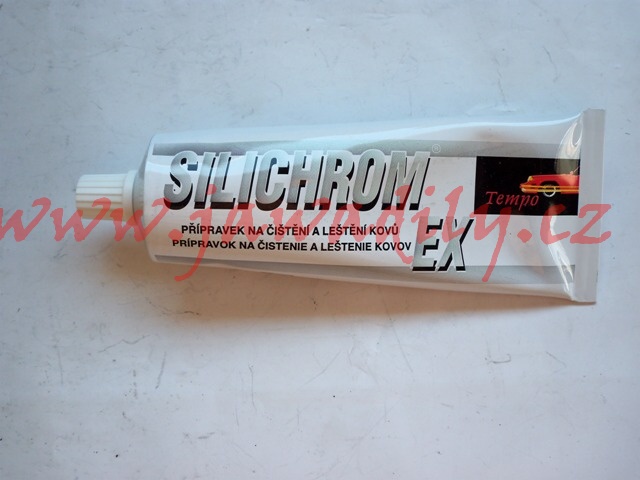 SILICHROM®
EX
PŘÍPRAVEK NA ČIŠTĚNÍ A LEŠTĚNÍ KOVŮ
PRÍPRAVOK NA ČISTENIE A LEŠTENIE KOVOV
Tempo
www.jawadily.cz